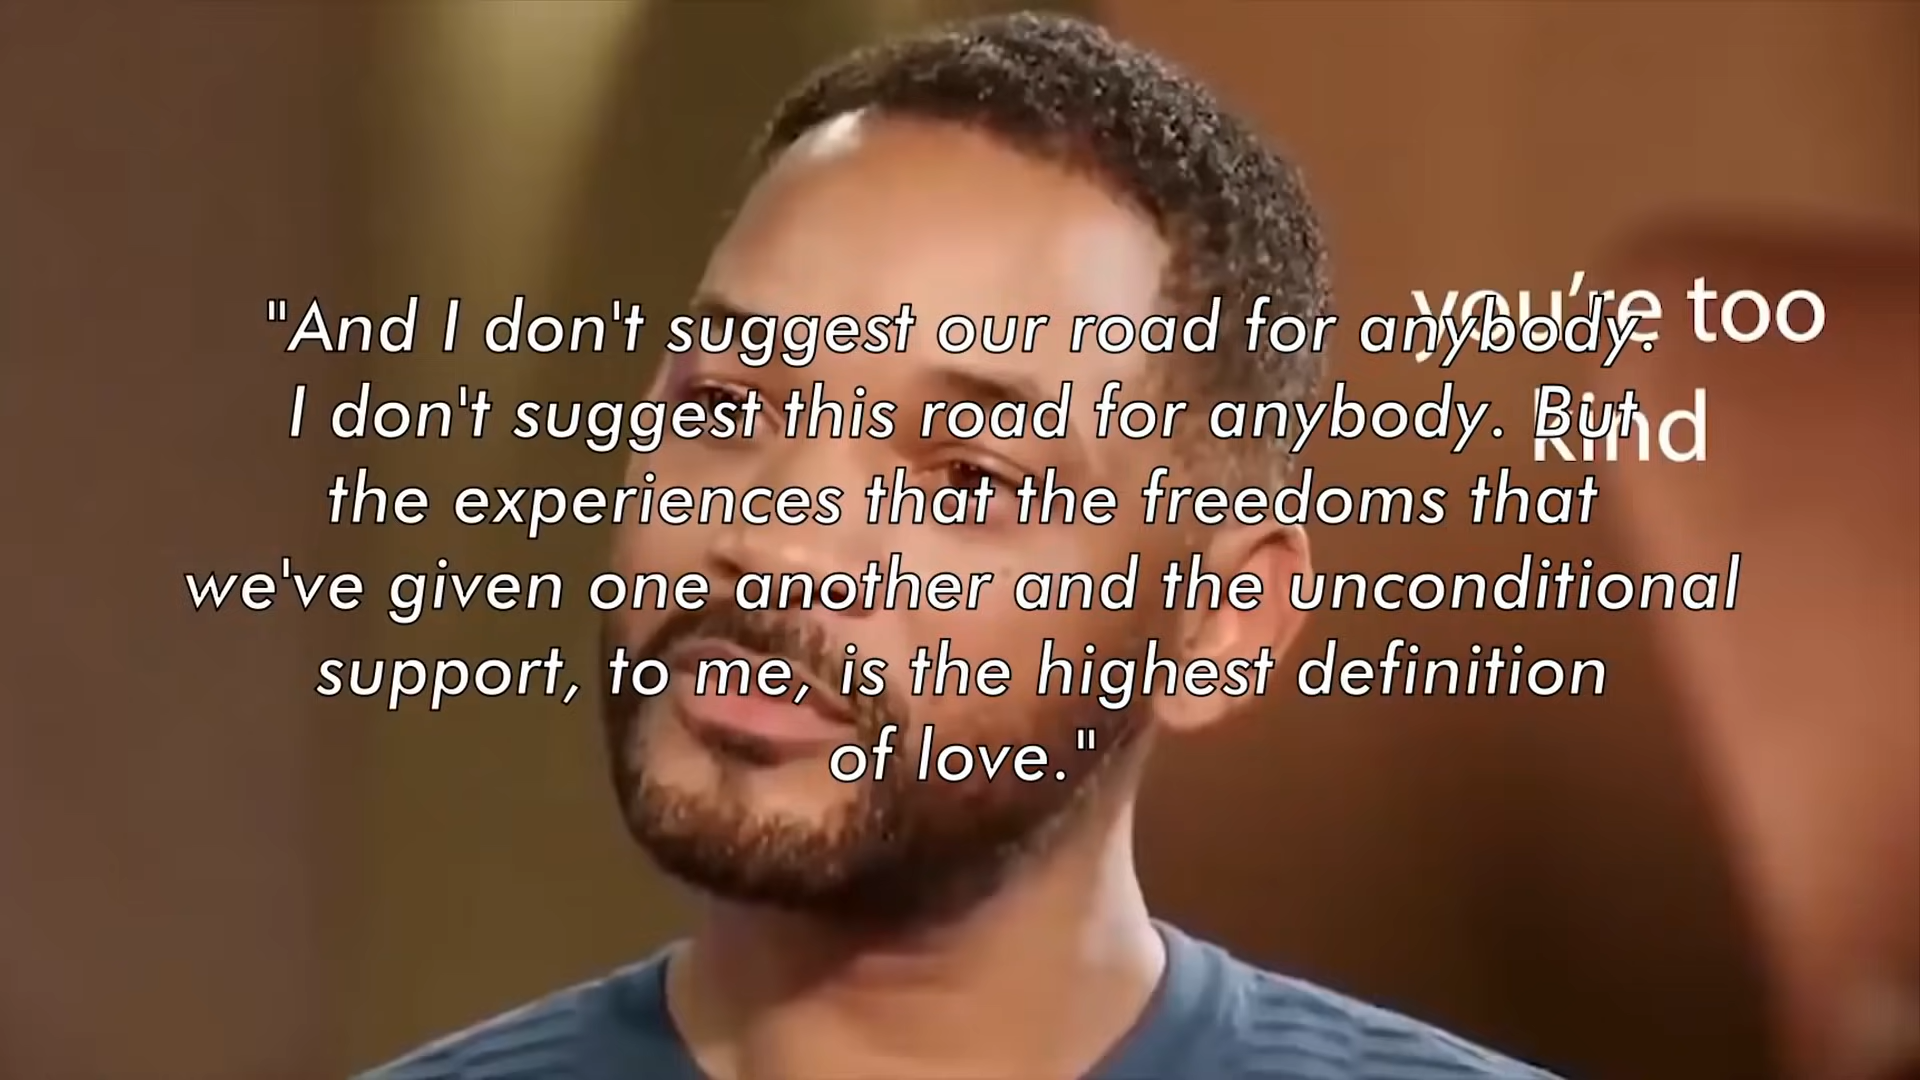 "And I don't suggest our road for anybody.
I don't suggest this road for anybody. But
the experiences that the freedoms that
we've given one another and the unconditional
support, to me, is the highest definition
of love."
you're too
kind